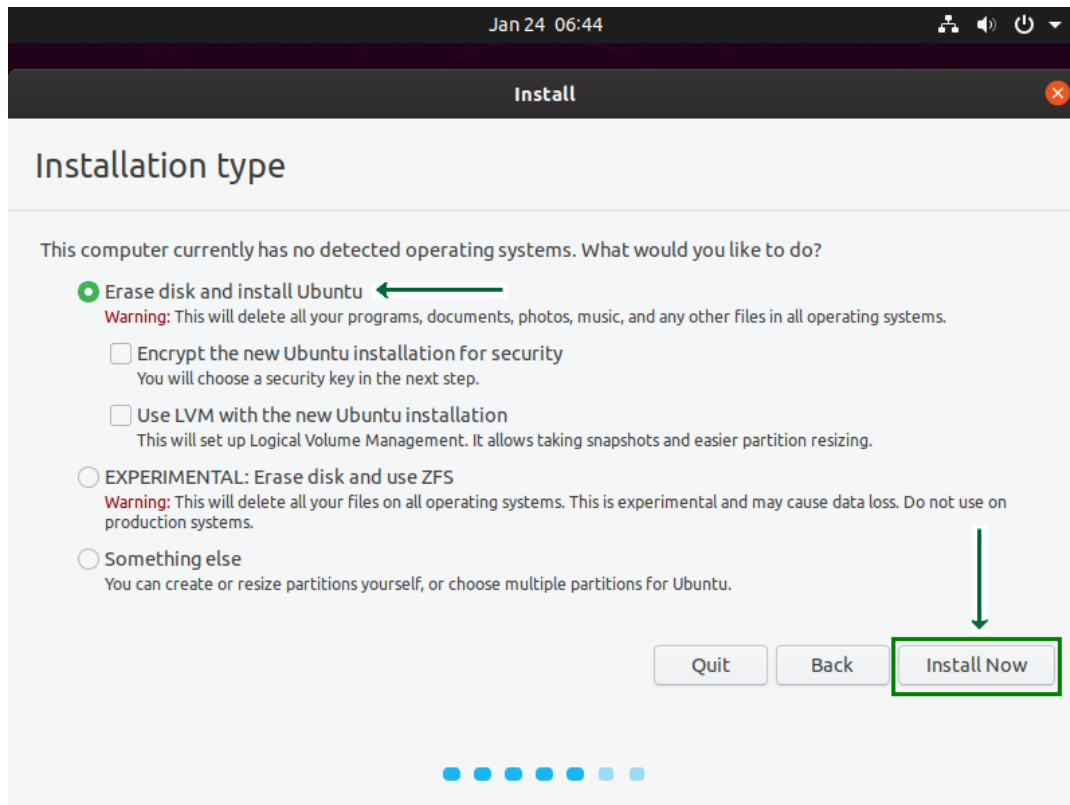 Jan 24 06:44
Install
Installation type
This computer currently has no detected operating systems. What would you like to do?
Erase disk and install Ubuntu
Warning: This will delete all your programs, documents, photos, music, and any other files in all operating systems.
Encrypt the new Ubuntu installation for security
You will choose a security key in the next step.
Use LVM with the new Ubuntu installation
This will set up Logical Volume Management. It allows taking snapshots and easier partition resizing.
EXPERIMENTAL: Erase disk and use ZFS
Warning: This will delete all your files on all operating systems. This is experimental and may cause data loss. Do not use on
production systems.
Something else
You can create or resize partitions yourself, or choose multiple partitions for Ubuntu.
Quit Back Install Now